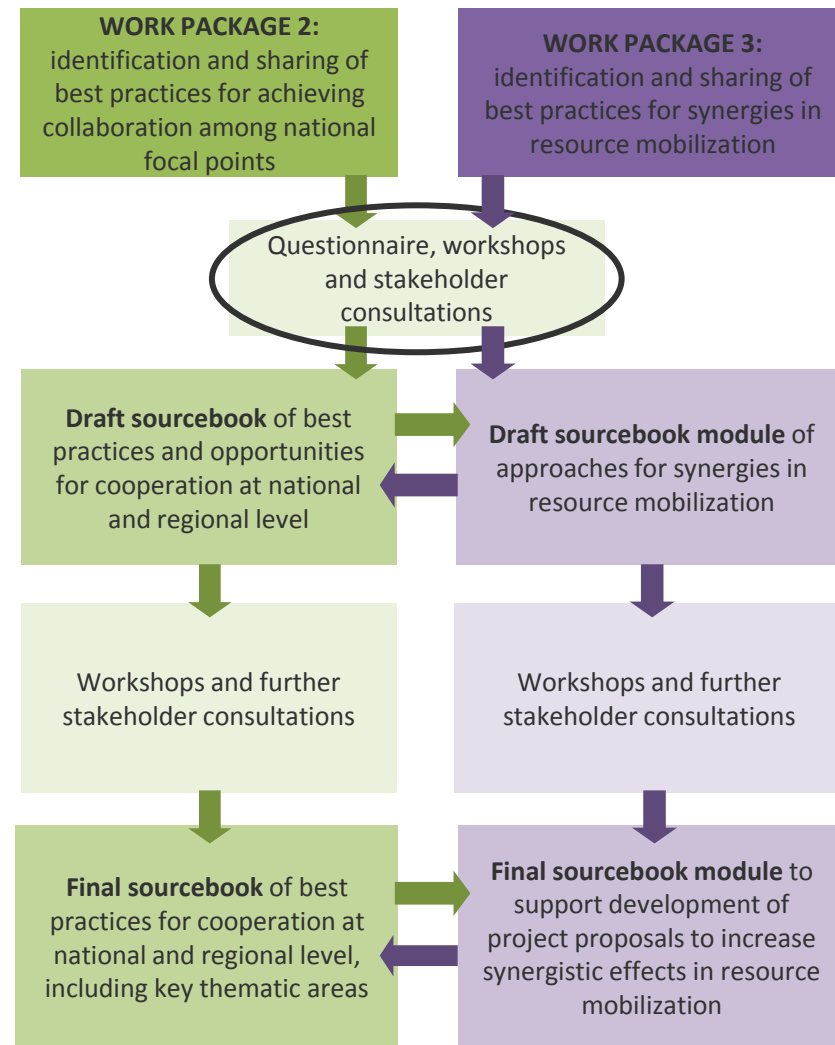 WORK PACKAGE 2:
identification and sharing of
best practices for achieving
collaboration among national
focal points
WORK PACKAGE 3:
identification and sharing of
best practices for synergies in
resource mobilization
Questionnaire, workshops
and stakeholder
consultations
Draft sourcebook of best
practices and opportunities
for cooperation at national
and regional level
Draft sourcebook module of
approaches for synergies in
resource mobilization
Workshops and further
stakeholder consultations
Workshops and further
stakeholder consultations
Final sourcebook of best
practices for cooperation at
national and regional level,
including key thematic areas
Final sourcebook module to
support development of
project proposals to increase
synergistic effects in resource
mobilization